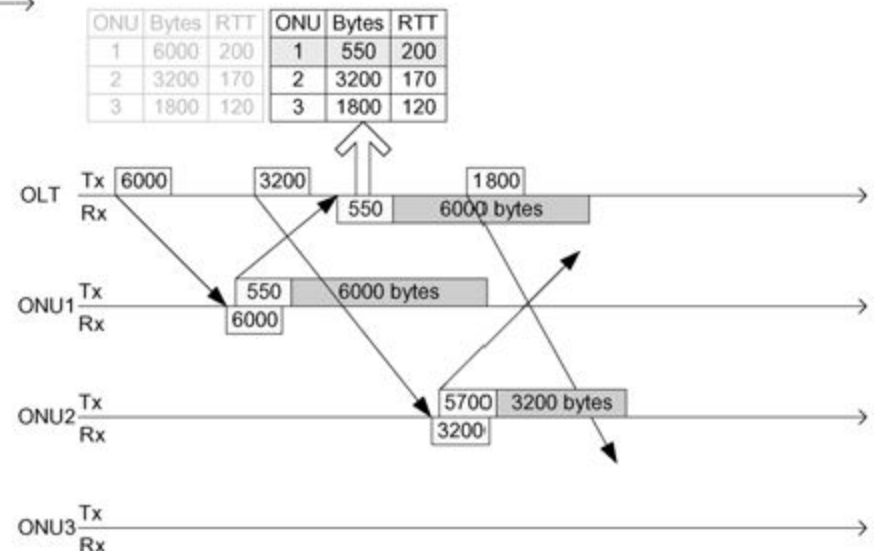 ONU Bytes RTT ONU Bytes RTT
1 6000 200 1 550 200
2 3200 170 2 3200 170
3 1800 120 3 1800 120
Tx 6000 3200 1800
OLT
Rx 550 6000 bytes
Tx 550 6000 bytes
ONU1
Rx 6000
Tx 5700 3200 bytes
ONU2
Rx 3200
Tx
ONU3
Rx